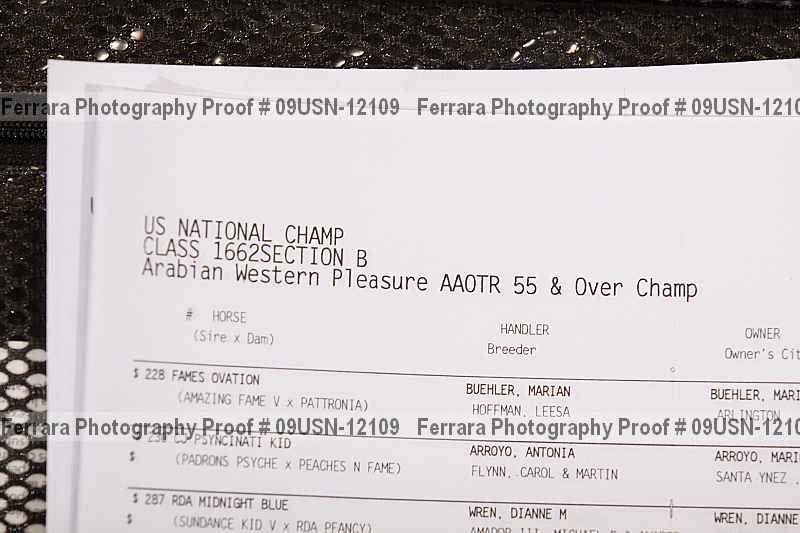 Ferrara Photography Proof # 09USN-12109 Ferrara Photography Proof # 09USN-1210
US NATIONAL CHAMP
CLASS 1662SECTION B
Arabian Western Pleasure AAOTR 55 & Over Champ
# HORSE HANDLER OWNER
(Sire x Dam) Breeder Owner's Cit
$ 228 FAMES OVATION BUEHLER, MARIAN BUEHLER, MARI
(AMAZING FAME V x PATTRONIA) HOFFMAN, LEESA ARLINGTON
Ferrara Photography Proof # 09USN-12109 Ferrara Photography Proof # 09USN-1210
PSYNCINATI KID ARROYO, ANTONIA ARROYO, MARI
$ (PADRONS PSYCHE x PEACHES N FAME) FLYNN, CAROL & MARTIN SANTA YNEZ ,
$ 287 RDA MIDNIGHT BLUE WREN, DIANNE M WREN, DIANNE
$ (SUNDANCE KID V x RDA PFANCY)